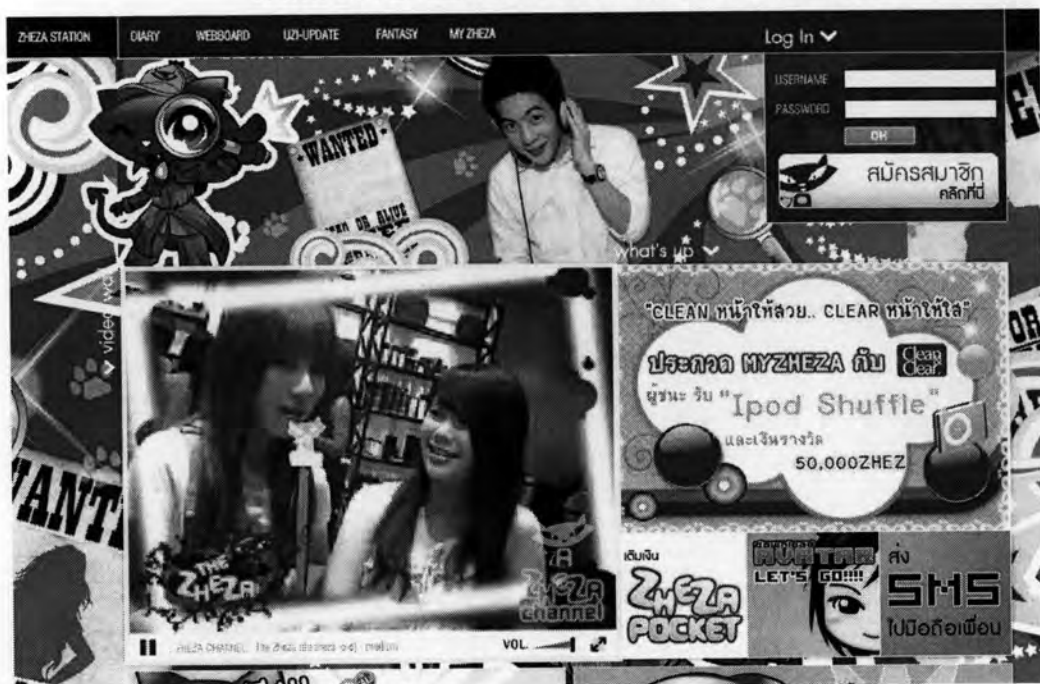 ZHEZA STATION DIARY WEBBOARD UZI-UPDATE FANTASY MY ZHEZA
Log In
USERNAME
PASSWORD
OK
สมัครสมาชิก
คลิกที่นี่
WANTED
what's up
video
"CLEAN หน้าให้สวย.. CLEAR หน้าให้ใส"
ประกวด MYZHEZA กับ Clean & Clear
ผู้ชนะ รับ "Ipod Shuffle"
และเงินรางวัล
50,000ZHEZ
WANT
THE
ZHEZA
ZHEZA
Channel
ZHEZA CHANNEL
VOL.
เติมเงิน
ZHEZA
POCKET
AVATAR
LET'S GO!!!!
ส่ง
SMS
ไปมือถือเพื่อน